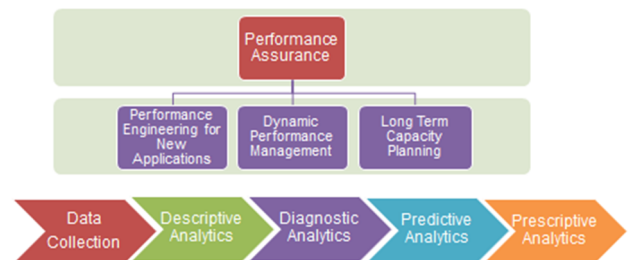 Performance
Assurance
Performance
Engineering for
New
Applications
Dynamic
Performance
Management
Long Term
Capacity
Planning
Data
Collection
Descriptive
Analytics
Diagnostic
Analytics
Predictive
Analytics
Prescriptive
Analytics